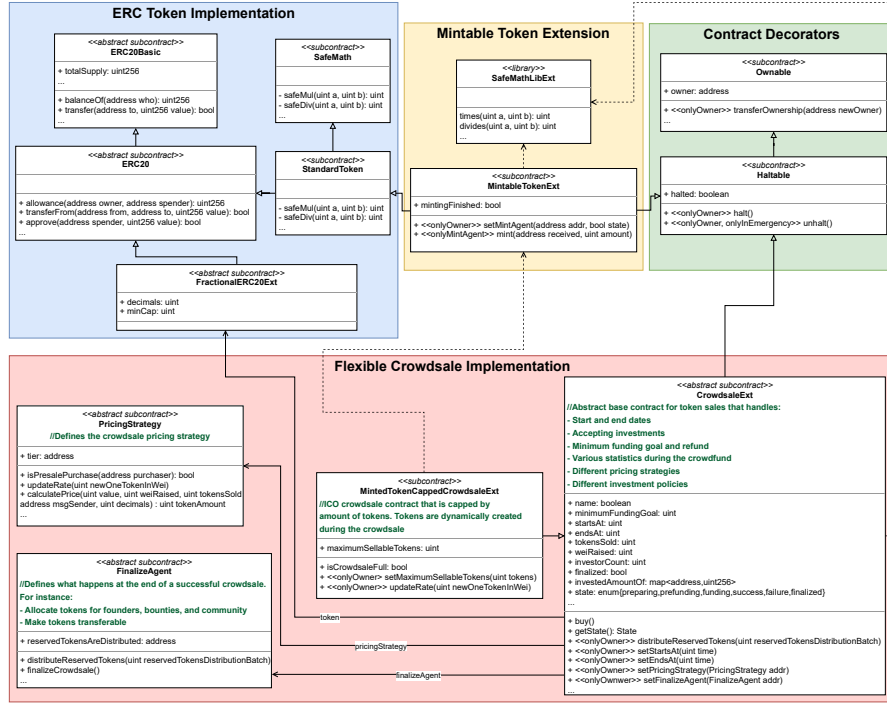 ERC Token Implementation
<<abstract subcontract>>
ERC20Basic
+ totalSupply: uint256
...
+ balanceOf(address who): uint256
+ transfer(address to, uint256 value): bool
...
<<subcontract>>
SafeMath
- safeMul(uint a, uint b): uint
- safeDiv(uint a, uint b): uint
...
<<abstract subcontract>>
ERC20
+ allowance(address owner, address spender): uint256
+ transferFrom(address from, address to, uint256 value): bool
+ approve(address spender, uint256 value): bool
...
<<subcontract>>
StandardToken
- safeMul(uint a, uint b): uint
- safeDiv(uint a, uint b): uint
...
<<abstract subcontract>>
FractionalERC20Ext
+ decimals: uint
+ minCap: uint
Mintable Token Extension
<<library>>
SafeMathLibExt
times(uint a, uint b): uint
divides(uint a, uint b): uint
...
<<subcontract>>
MintableTokenExt
+ mintingFinished: bool
+ <<onlyOwner>> setMintAgent(address addr, bool state)
+ <<onlyMintAgent>> mint(address received, uint amount)
Contract Decorators
<<subcontract>>
Ownable
+ owner: address
+ <<onlyOwner>> transferOwnership(address newOwner)
...
<<subcontract>>
Haltable
+ halted: boolean
+ <<onlyOwner>> halt()
+ <<onlyOwner, onlyInEmergency>> unhalt()
Flexible Crowdsale Implementation
<<abstract subcontract>>
PricingStrategy
//Defines the crowdsale pricing strategy
+ tier: address
+ isPresalePurchase(address purchaser): bool
+ updateRate(uint newOneTokenInWei)
+ calculatePrice(uint value, uint weiRaised, uint tokensSold
address msgSender, uint decimals) : uint tokenAmount
...
<<abstract subcontract>>
FinalizeAgent
//Defines what happens at the end of a successful crowdsale.
For instance:
- Allocate tokens for founders, bounties, and community
- Make tokens transferable
+ reservedTokensAreDistributed: address
+ distributeReservedTokens(uint reservedTokensDistributionBatch)
+ finalizeCrowdsale()
...
<<subcontract>>
MintedTokenCappedCrowdsaleExt
//ICO crowdsale contract that is capped by
amount of tokens. Tokens are dynamically created
during the crowdsale
+ maximumSellableTokens: uint
+ isCrowdsaleFull: bool
+ <<onlyOwner>> setMaximumSellableTokens(uint tokens)
+ <<onlyOwner>> updateRate(uint newOneTokenInWei)
token
pricingStrategy
finalizeAgent
<<abstract subcontract>>
CrowdsaleExt
//Abstract base contract for token sales that handles:
- Start and end dates
- Accepting investments
- Minimum funding goal and refund
- Various statistics during the crowdfund
- Different pricing strategies
- Different investment policies
+ name: boolean
+ minimumFundingGoal: uint
+ startsAt: uint
+ endsAt: uint
+ tokensSold: uint
+ weiRaised: uint
+ investorCount: uint
+ finalized: bool
+ investedAmountOf: map<address,uint256>
+ state: enum{preparing,prefunding,funding,success,failure,finalized}
...
+ buy()
+ getState(): State
+ <<onlyOwner>> distributeReservedTokens(uint reservedTokensDistributionBatch)
+ <<onlyOwner>> setStartsAt(uint time)
+ <<onlyOwner>> setEndsAt(uint time)
+ <<onlyOwner>> setPricingStrategy(PricingStrategy addr)
+ <<onlyOwnwer>> setFinalizeAgent(FinalizeAgent addr)
...